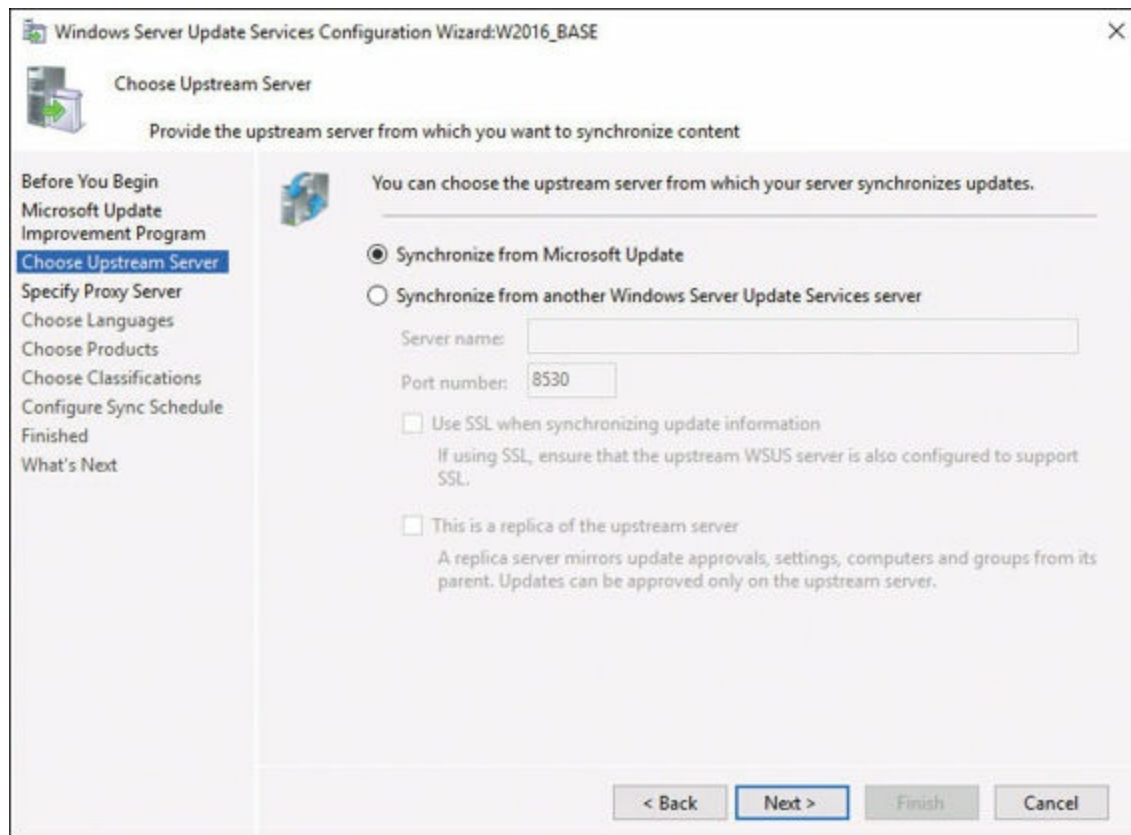 Windows Server Update Services Configuration Wizard:W2016_BASE
Choose Upstream Server
Provide the upstream server from which you want to synchronize content
Before You Begin
Microsoft Update
Improvement Program
Choose Upstream Server
Specify Proxy Server
Choose Languages
Choose Products
Choose Classifications
Configure Sync Schedule
Finished
What's Next
You can choose the upstream server from which your server synchronizes updates.
Synchronize from Microsoft Update
Synchronize from another Windows Server Update Services server
Server name:
Port number: 8530
Use SSL when synchronizing update information
If using SSL, ensure that the upstream WSUS server is also configured to support
SSL.
This is a replica of the upstream server
A replica server mirrors update approvals, settings, computers and groups from its
parent. Updates can be approved only on the upstream server.
< Back Next > Finish Cancel